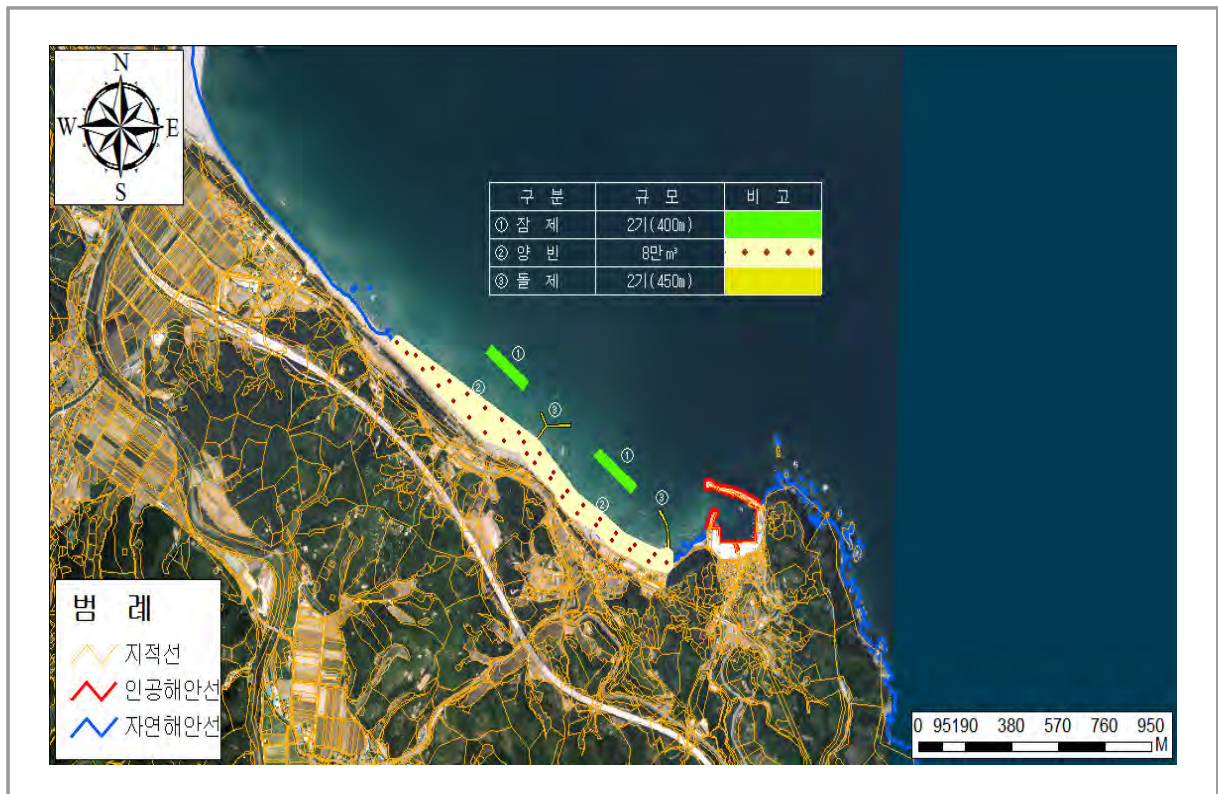 N
W E
S
구 분 규 모 비 고
① 잠 제 2기(400m)
② 양 빈 8만㎥
③ 돌 제 2기(450m)
①
②
③
①
②
③
범 례
지적선
인공해안선
자연해안선
0 95190 380 570 760 950
M